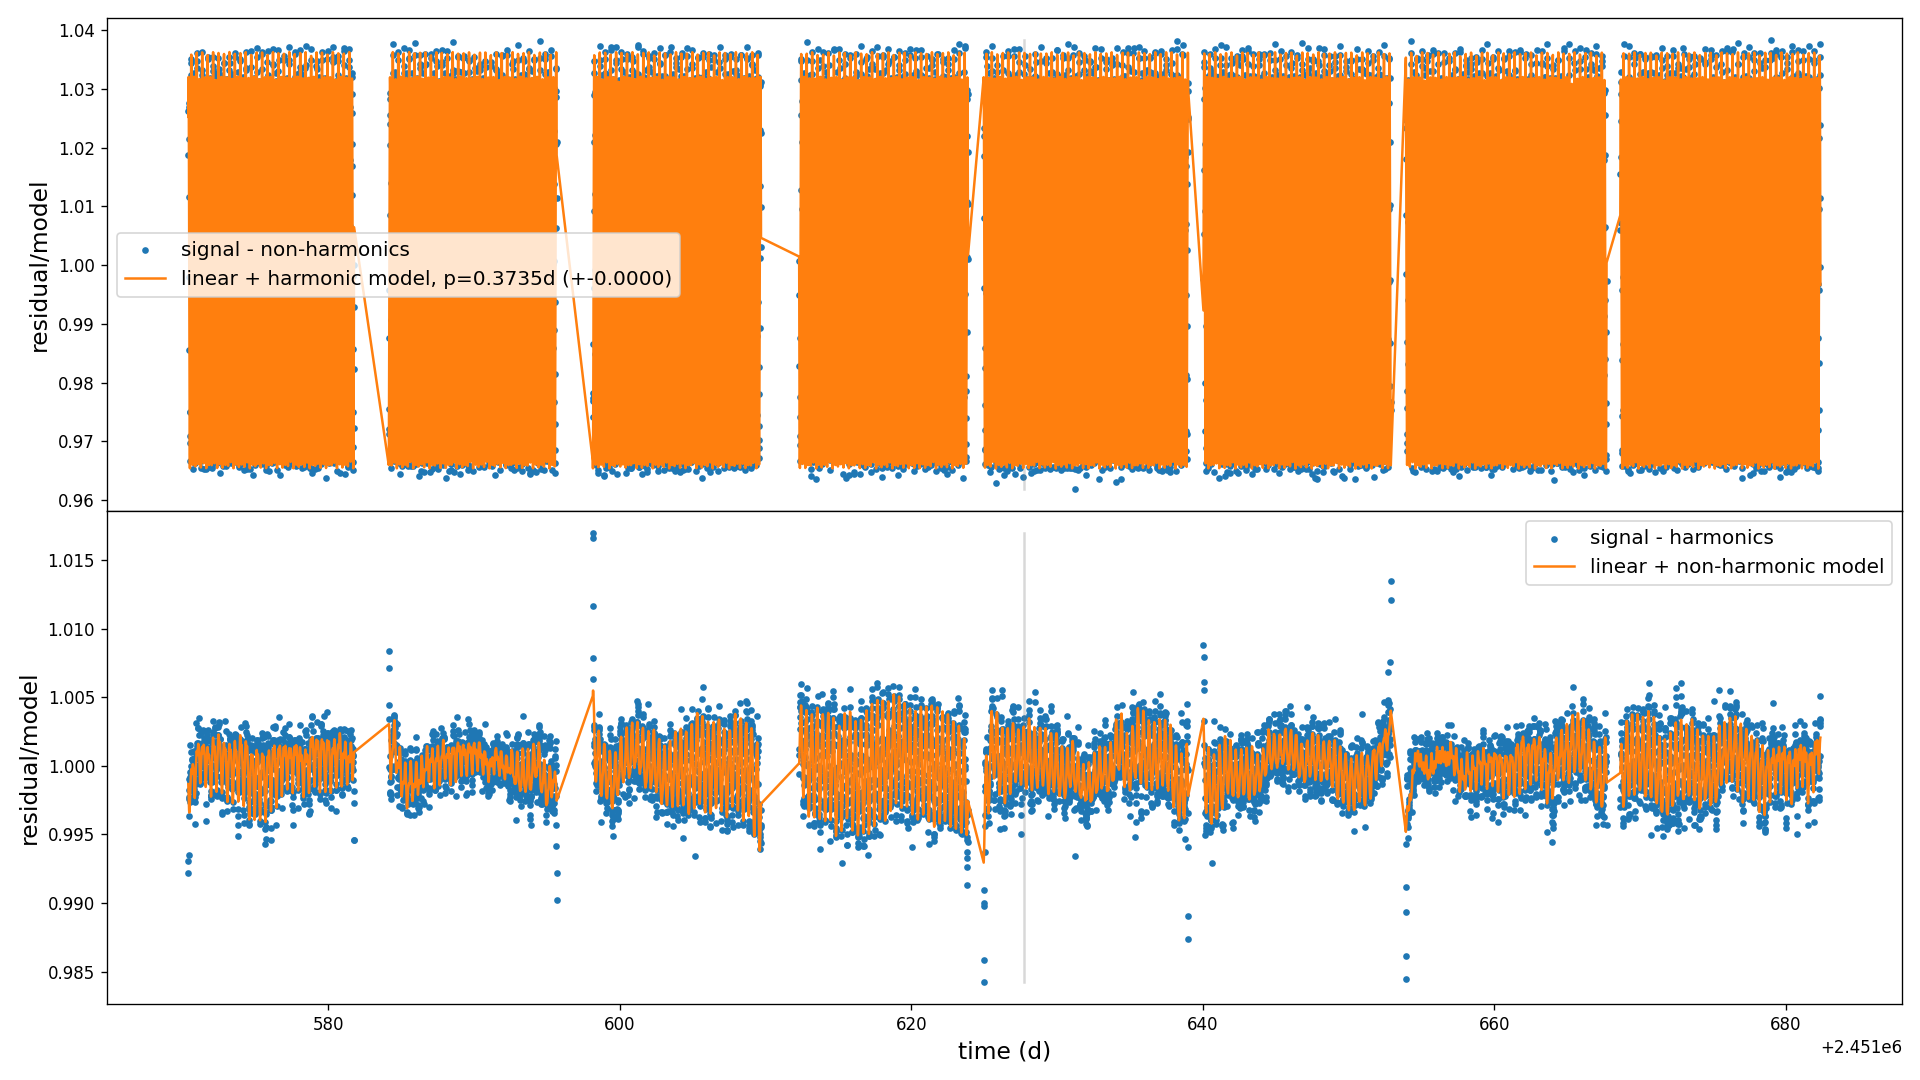 1.04
1.03
1.02
1.01
1.00
0.99
0.98
0.97
0.96
residual/model
signal - non-harmonics
linear + harmonic model, p=0.3735d (+-0.0000)
1.015
1.010
1.005
1.000
0.995
0.990
0.985
residual/model
signal - harmonics
linear + non-harmonic model
580 600 620 640 660 680
time (d)
+2.451e6